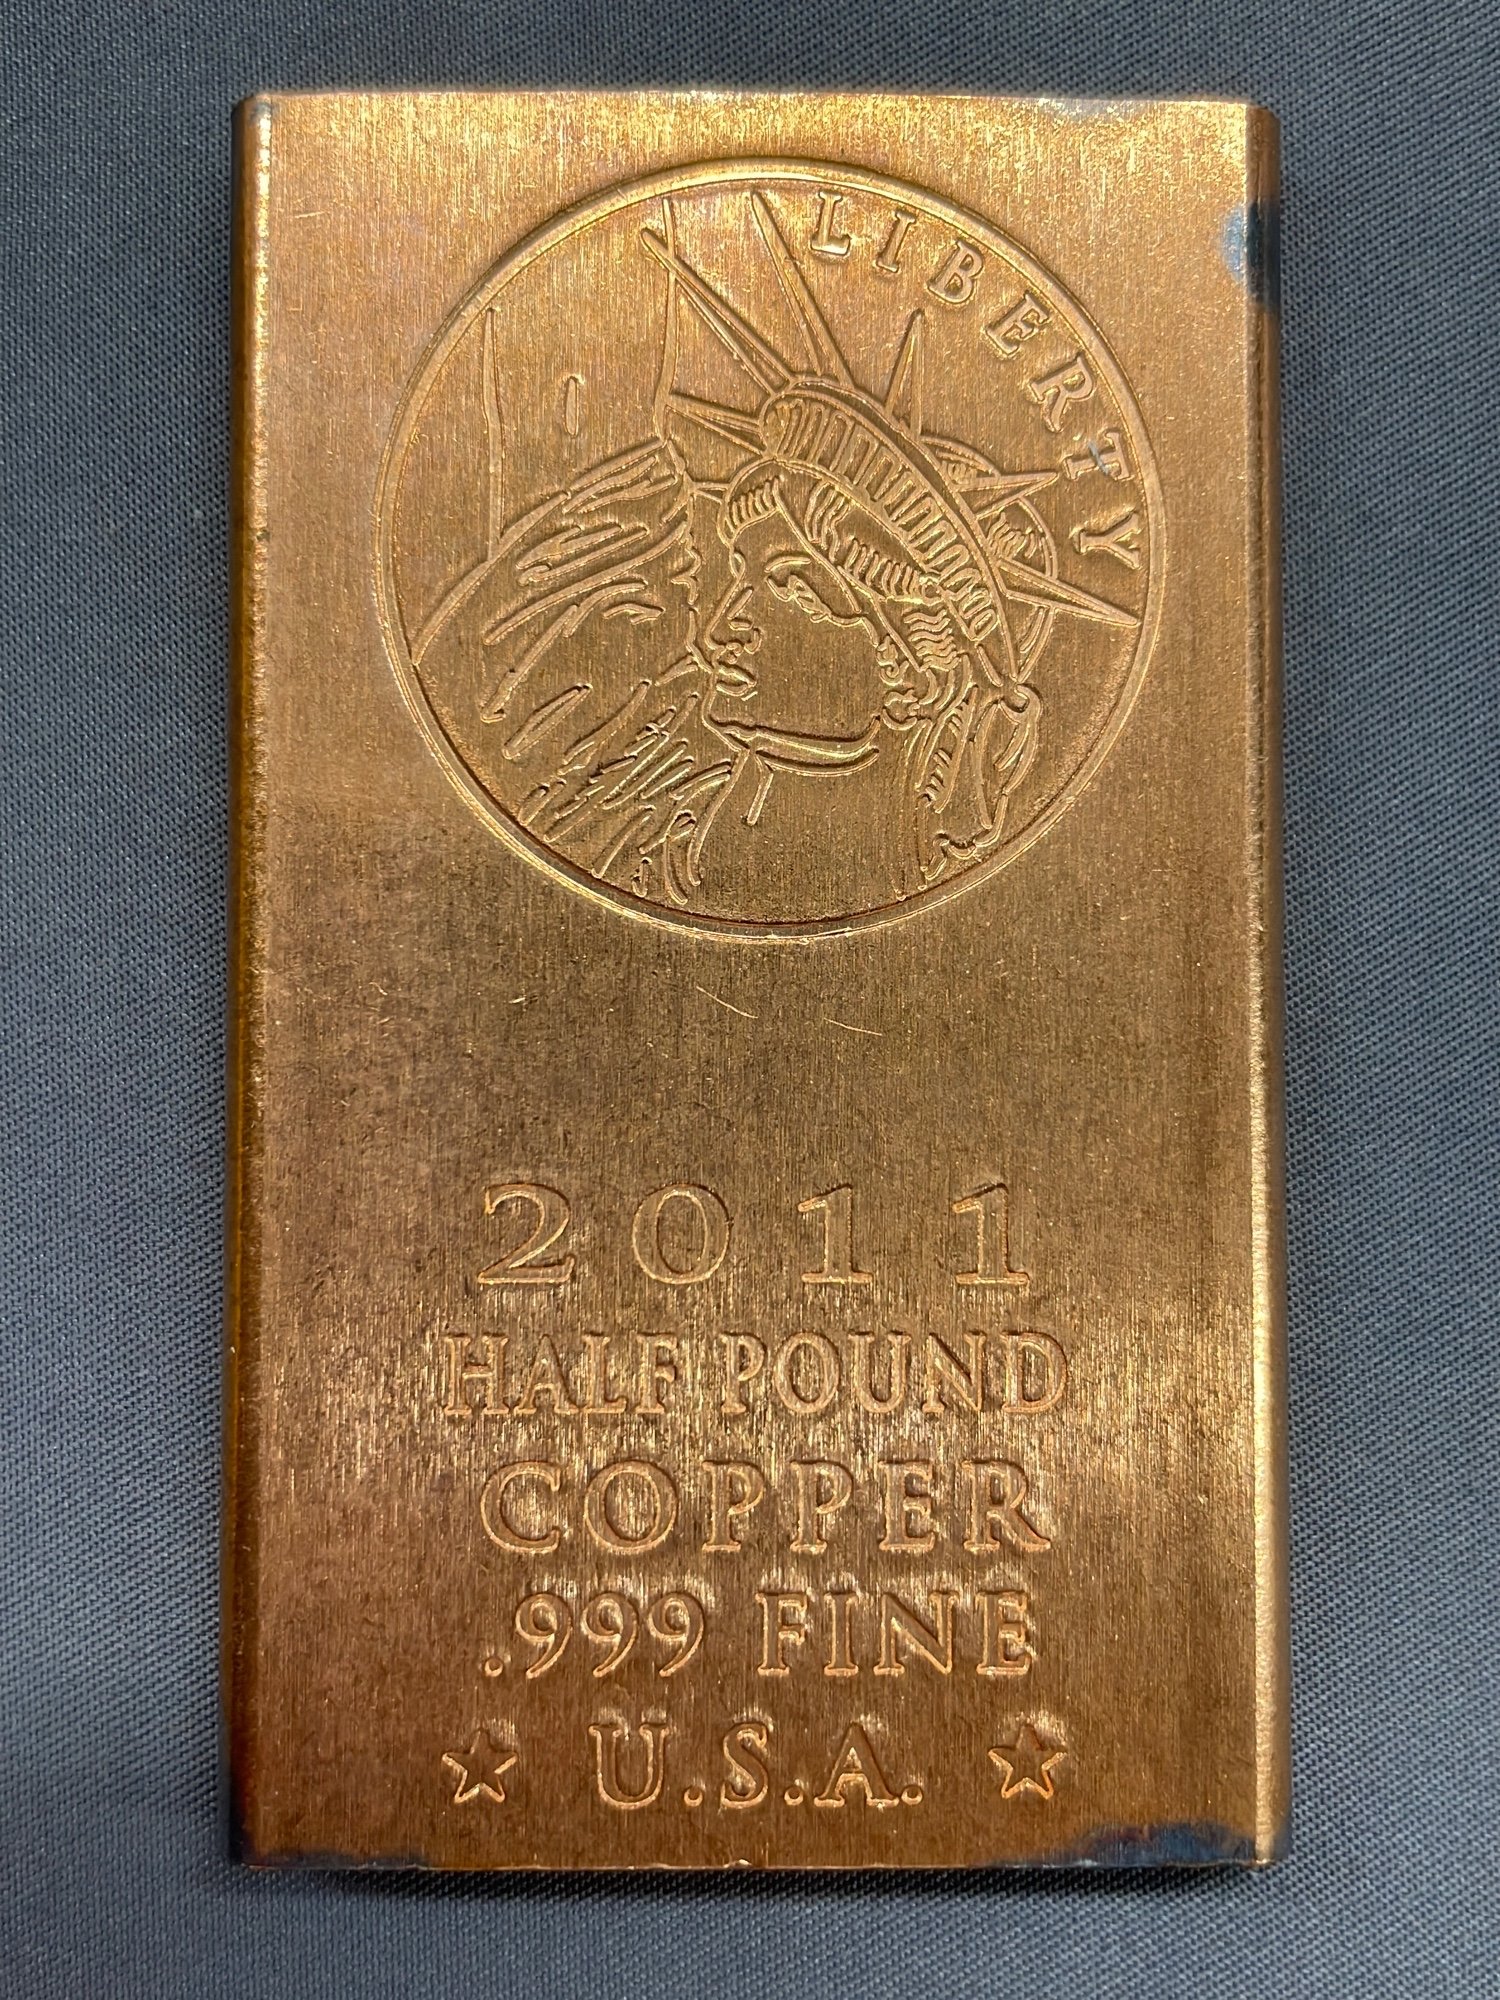 LIBERTY
2011
HALF POUND
COPPER
.999 FINE
★ U.S.A. ★